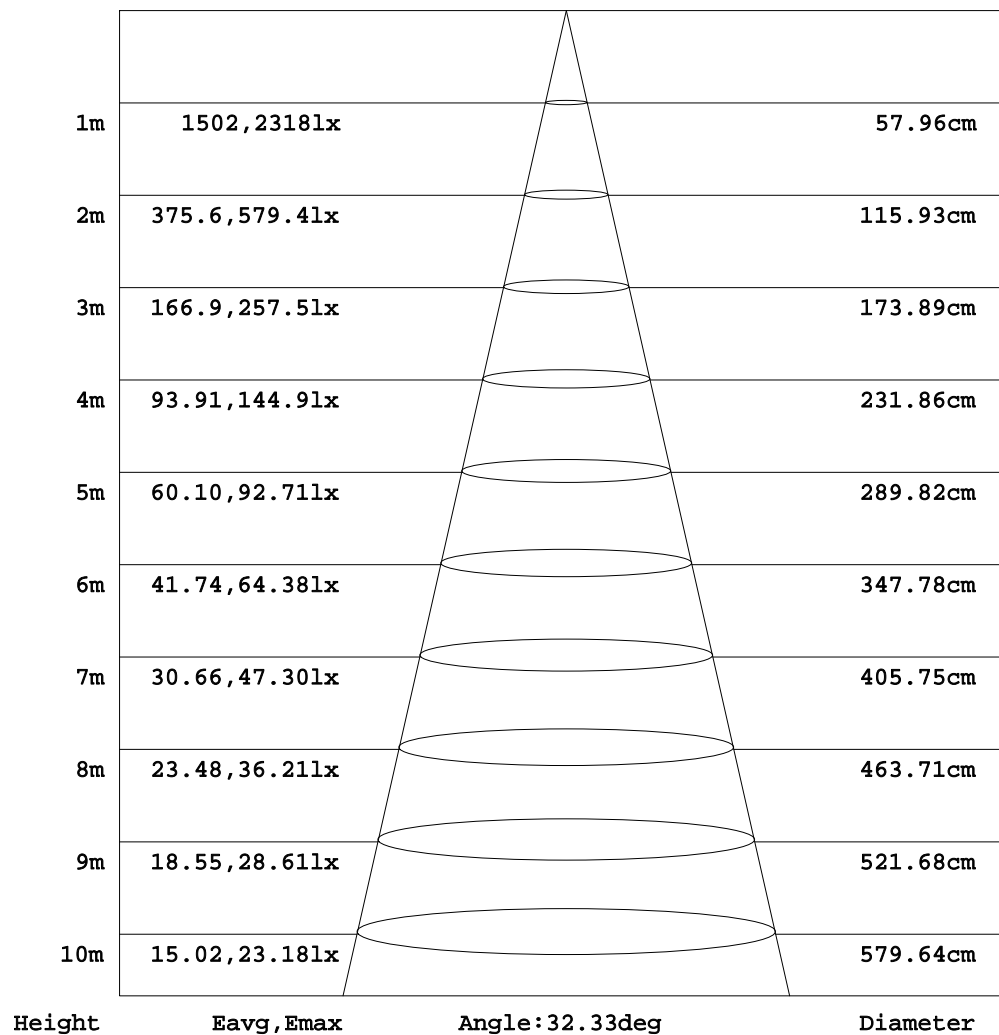 1m 1502,2318lx 57.96cm
2m 375.6,579.4lx 115.93cm
3m 166.9,257.5lx 173.89cm
4m 93.91,144.9lx 231.86cm
5m 60.10,92.71lx 289.82cm
6m 41.74,64.38lx 347.78cm
7m 30.66,47.30lx 405.75cm
8m 23.48,36.21lx 463.71cm
9m 18.55,28.61lx 521.68cm
10m 15.02,23.18lx 579.64cm
Height Eavg,Emax Angle:32.33deg Diameter